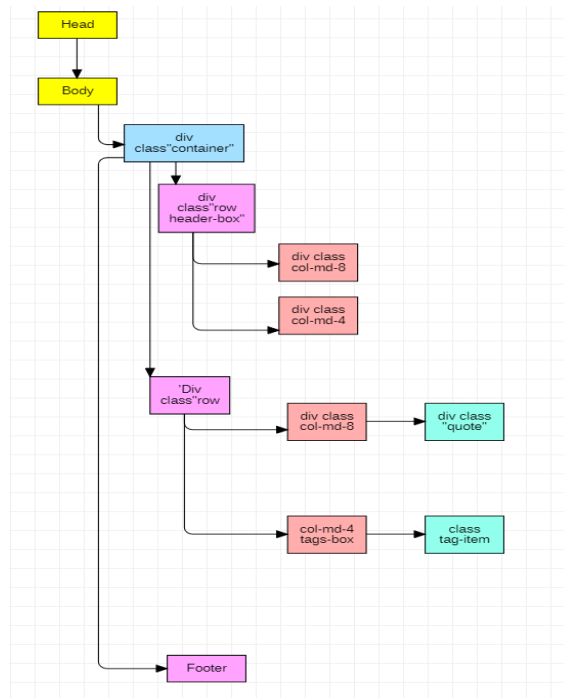 Head
Body
div
class"container"
div
class"row
header-box"
div class
col-md-8
div class
col-md-4
'Div
class"row
div class
col-md-8
div class
"quote"
col-md-4
tags-box
class
tag-item
Footer